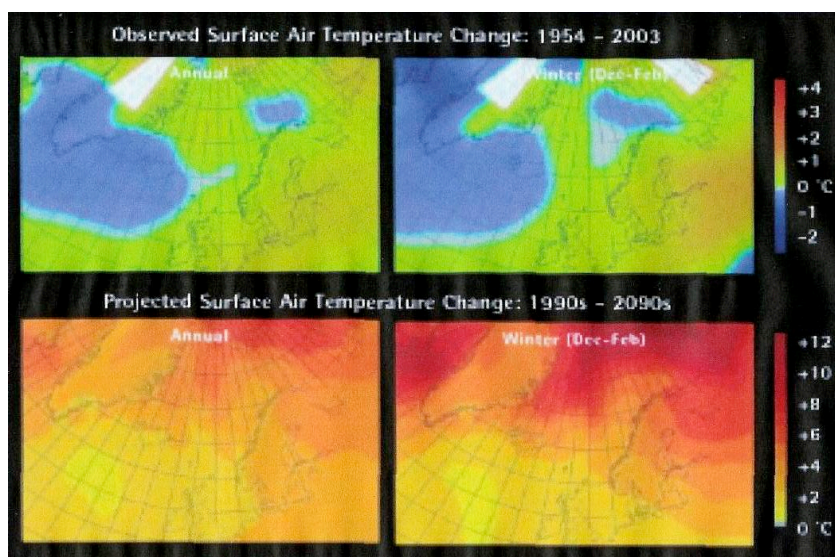 Observed Surface Air Temperature Change: 1954 – 2003
Annual
Winter (Dec-Feb)
+4
+3
+2
+1
0 °C
-1
-2
Projected Surface Air Temperature Change: 1990s – 2090s
Annual
Winter (Dec-Feb)
+12
+10
+8
+6
+4
+2
0 °C